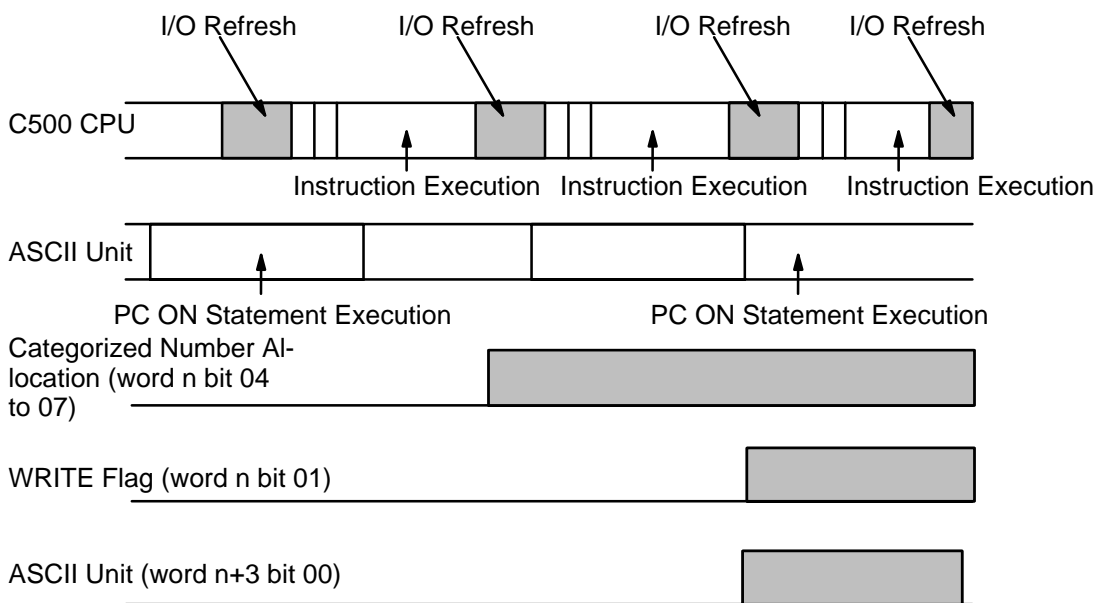 I/O Refresh I/O Refresh I/O Refresh I/O Refresh
C500 CPU
Instruction Execution Instruction Execution Instruction Execution
ASCII Unit
PC ON Statement Execution PC ON Statement Execution
Categorized Number Al-
location (word n bit 04
to 07)
WRITE Flag (word n bit 01)
ASCII Unit (word n+3 bit 00)